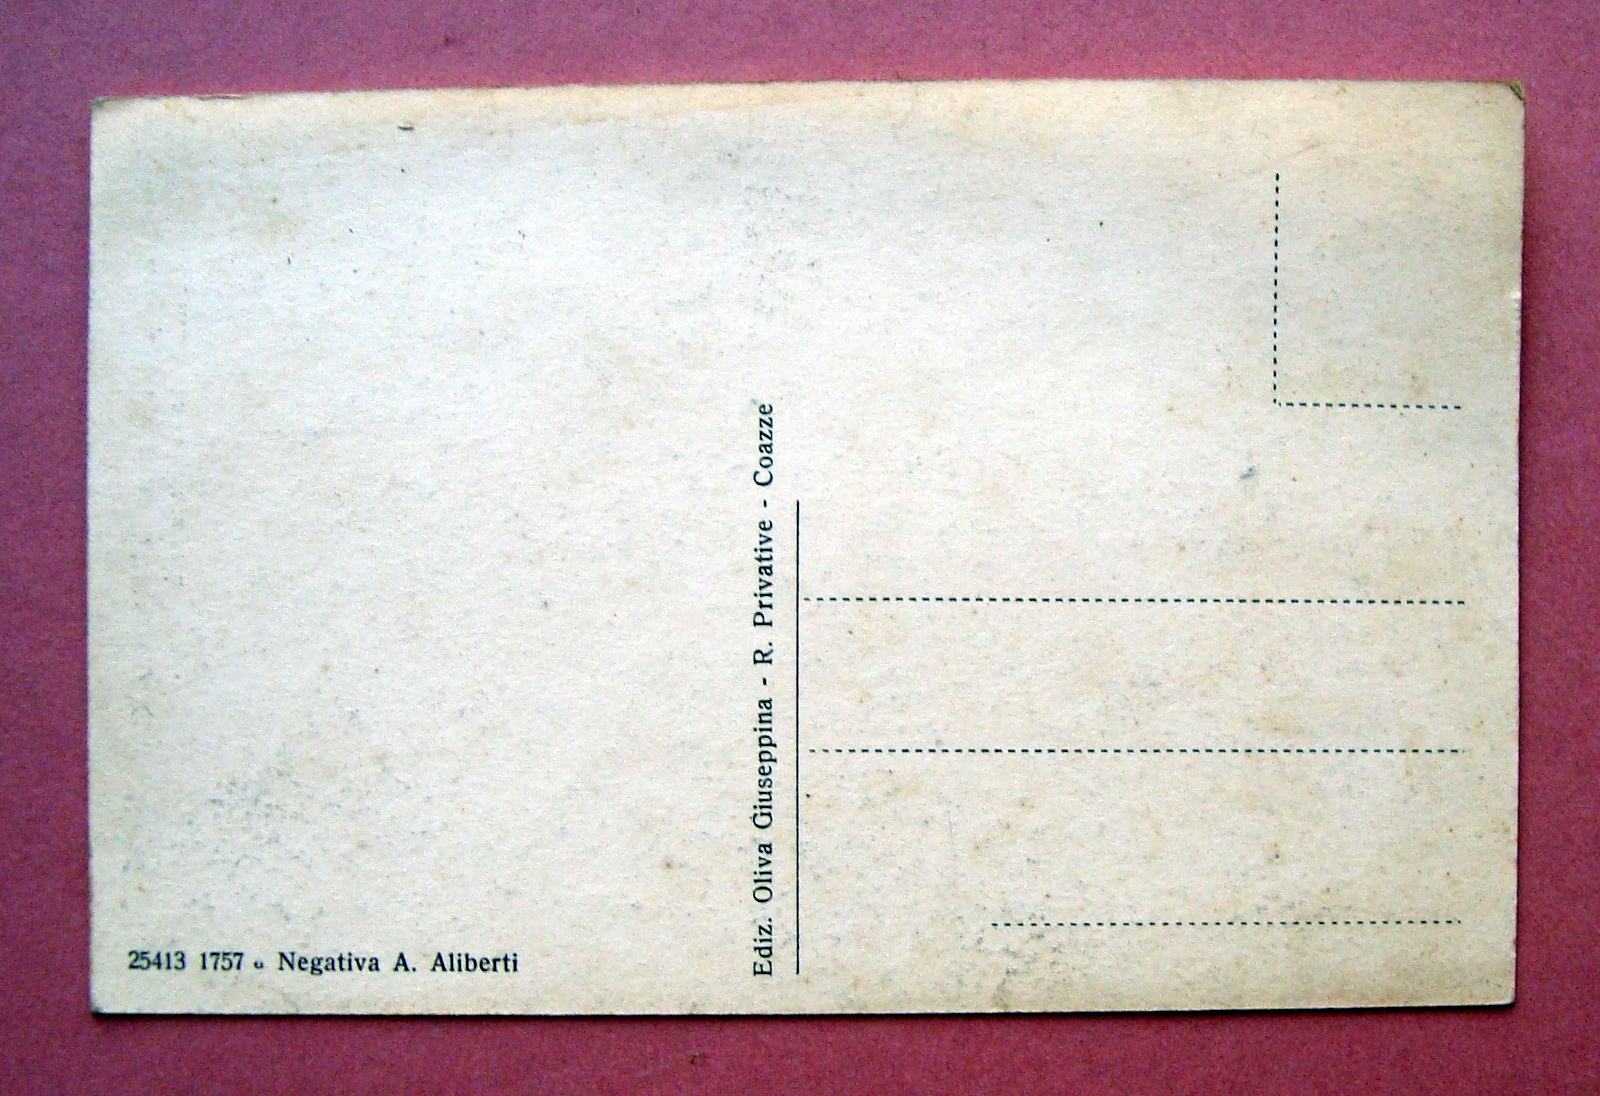 Ediz. Oliva Giuseppina - R. Privative - Coazze
25413 1757 Negativa A. Aliberti